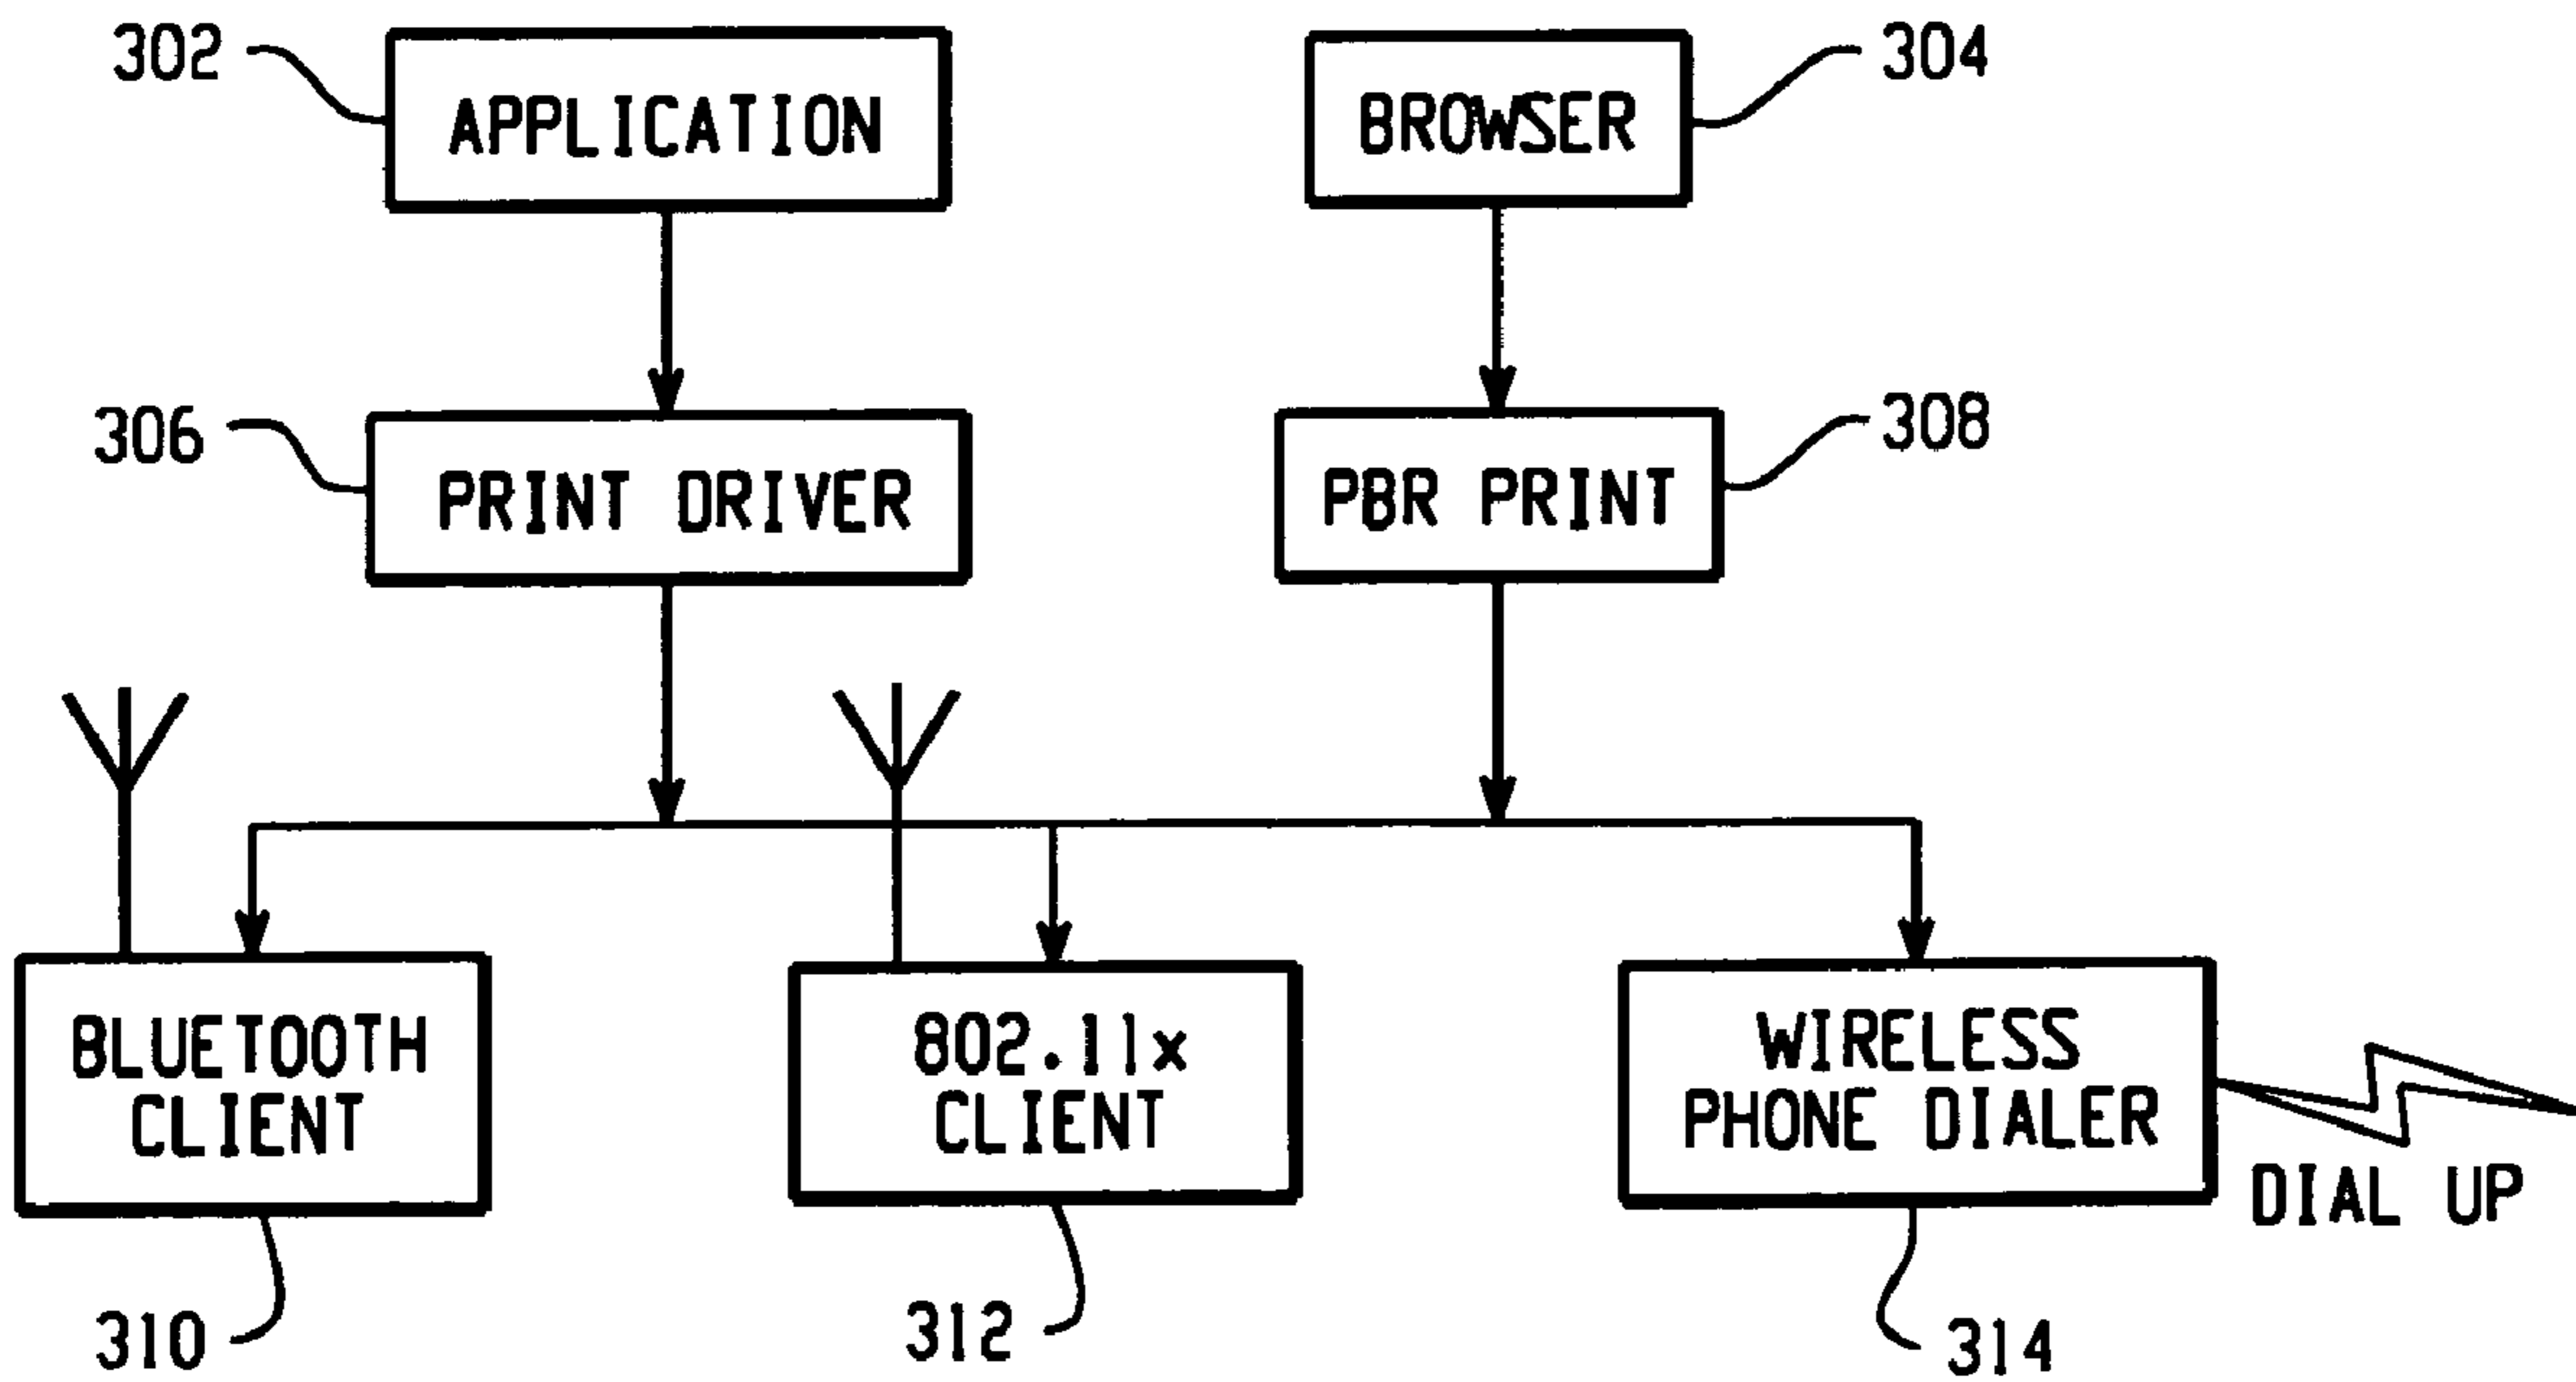 302
APPLICATION
BROWSER
304
306
PRINT DRIVER
PBR PRINT
308
BLUETOOTH
CLIENT
802.11x
CLIENT
WIRELESS
PHONE DIALER
DIAL UP
310
312
314